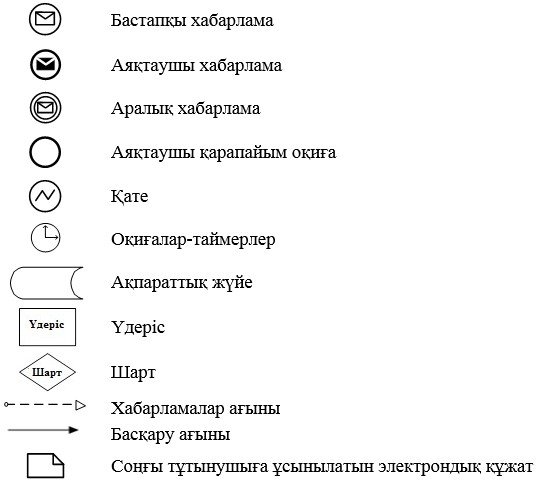 Бастапқы хабарлама
Аяқтаушы хабарлама
Аралық хабарлама
Аяқтаушы қарапайым оқиға
Қате
Оқиғалар-таймерлер
Ақпараттық жүйе
Үдеріс Үдеріс
Шарт Шарт
Хабарламалар ағыны
Басқару ағыны
Соңғы тұтынушыға ұсынылатын электрондық құжат